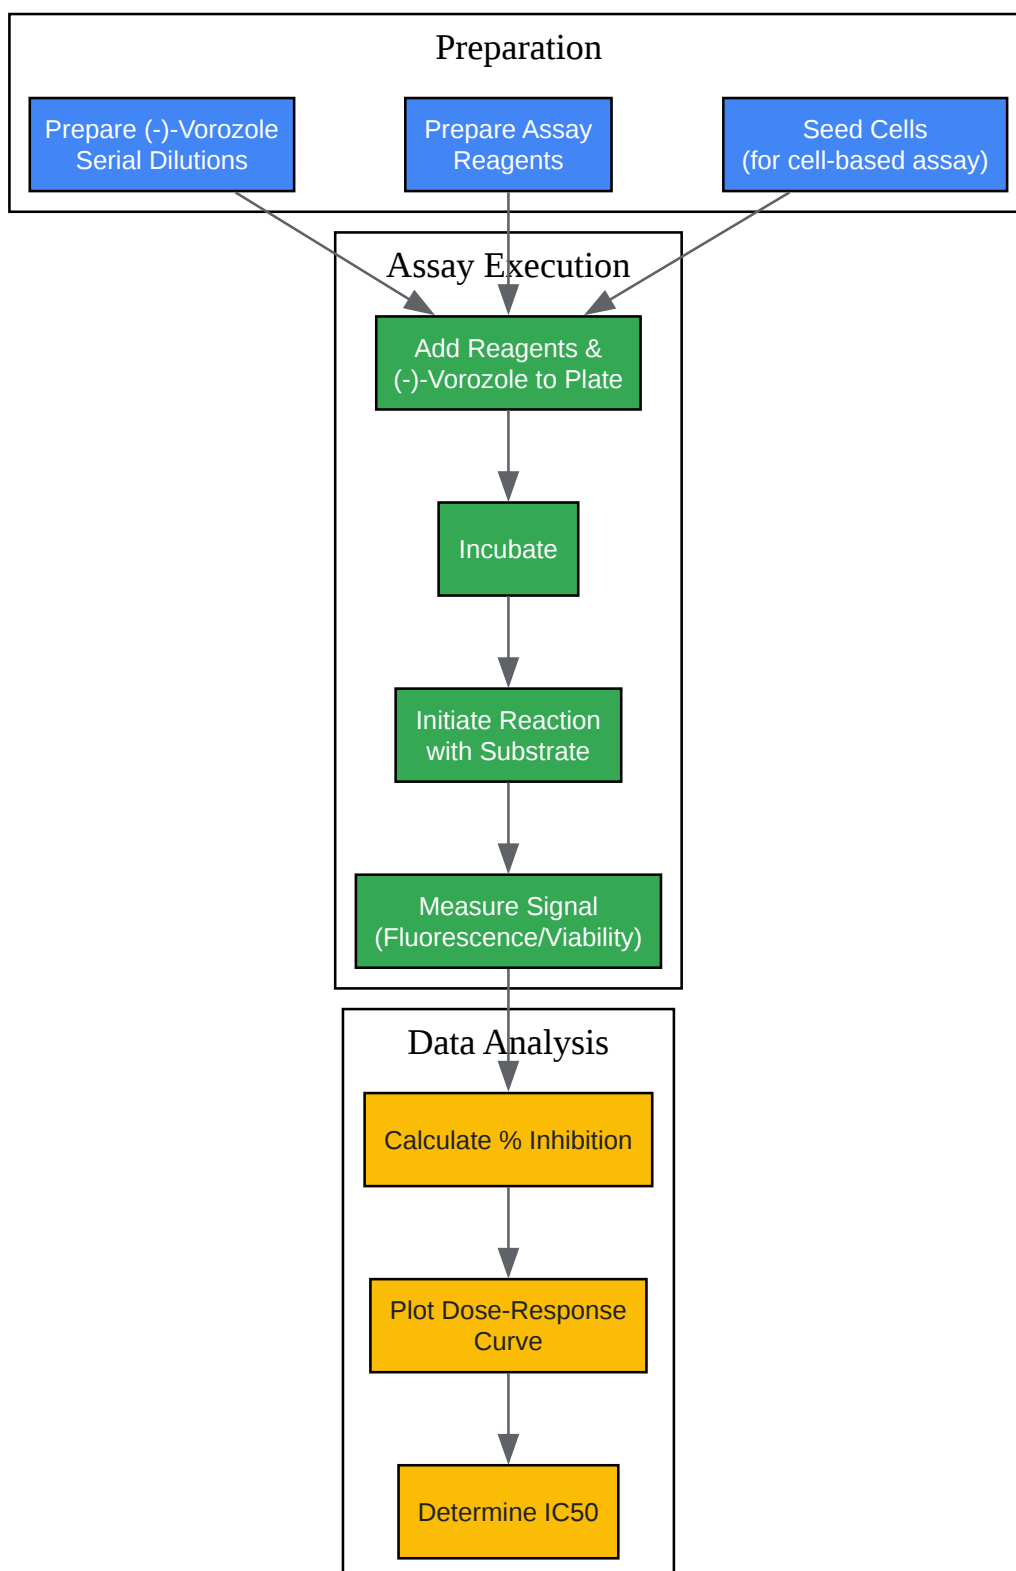 Preparation
Prepare (-)-Vorozole
Serial Dilutions
Prepare Assay
Reagents
Seed Cells
(for cell-based assay)
Assay Execution
Add Reagents &
(-)-Vorozole to Plate
Incubate
Initiate Reaction
with Substrate
Measure Signal
(Fluorescence/Viability)
Data Analysis
Calculate % Inhibition
Plot Dose-Response
Curve
Determine IC50